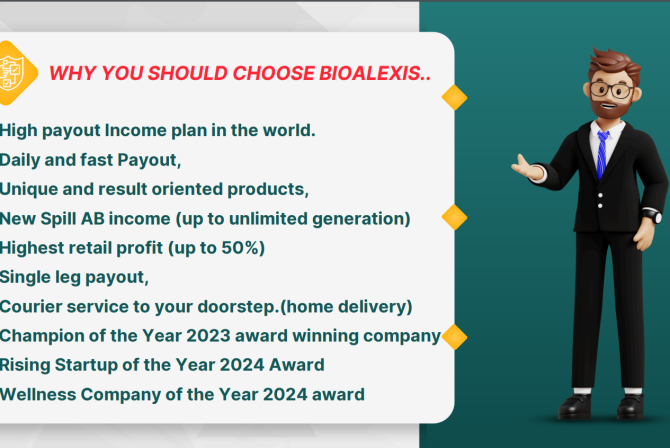 WHY YOU SHOULD CHOOSE BIOALEXIS..
High payout Income plan in the world.
Daily and fast Payout,
Unique and result oriented products,
New Spill AB income (up to unlimited generation)
Highest retail profit (up to 50%)
Single leg payout,
Courier service to your doorstep.(home delivery)
Champion of the Year 2023 award winning company
Rising Startup of the Year 2024 Award
Wellness Company of the Year 2024 award